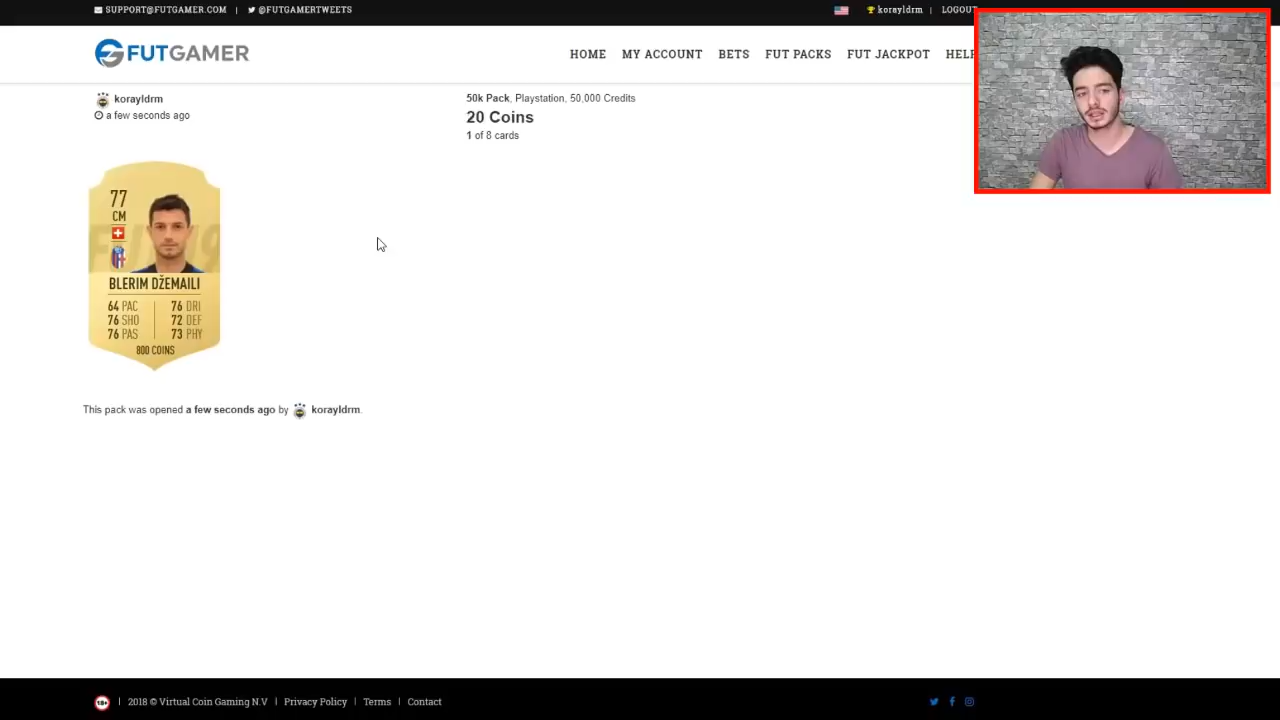 SUPPORT@FUTGAMER.COM | @FUTGAMERTWEETS
korayldrm | LOGOUT
FUTGAMER
HOME MY ACCOUNT BETS FUT PACKS FUT JACKPOT HELP
korayldrm
a few seconds ago
50k Pack, Playstation, 50,000 Credits
20 Coins
1 of 8 cards
77
CM
BLERIM DŽEMAILI
64 PAC 76 DRI
76 SHO 72 DEF
76 PAS 73 PHY
800 COINS
This pack was opened a few seconds ago by korayldrm.
18+ | 2018 © Virtual Coin Gaming N.V | Privacy Policy | Terms | Contact